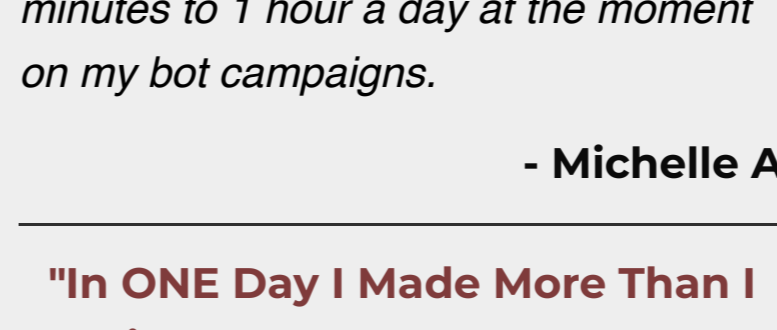 minutes to 1 hour a day at the moment
on my bot campaigns.
- Michelle A
"In ONE Day I Made More Than I